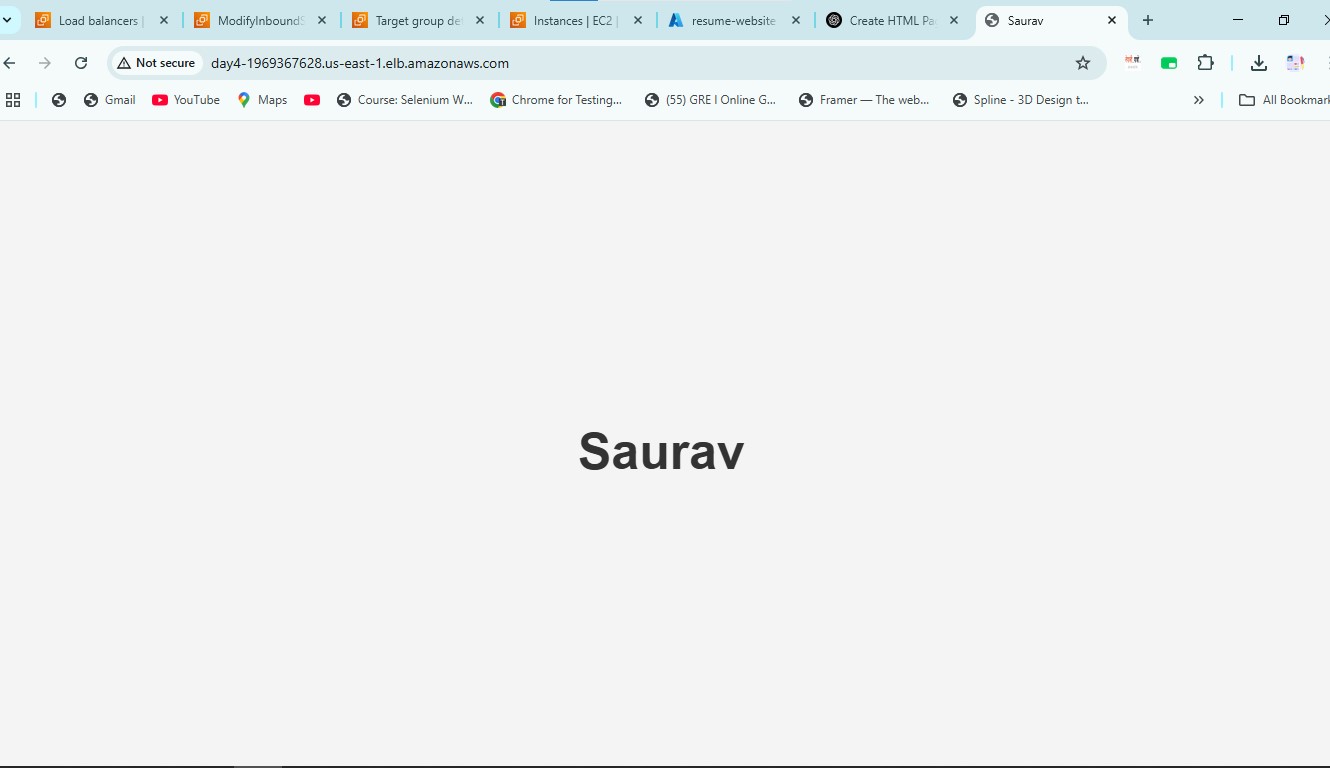 Load balancers |
ModifyInboundS
Target group de
Instances | EC2 |
resume-website
Create HTML Pa
Saurav
Not secure
day4-1969367628.us-east-1.elb.amazonaws.com
Gmail
YouTube
Maps
Course: Selenium W...
Chrome for Testing...
(55) GRE I Online G...
Framer — The web...
Spline - 3D Design t...
All Bookmark
Saurav